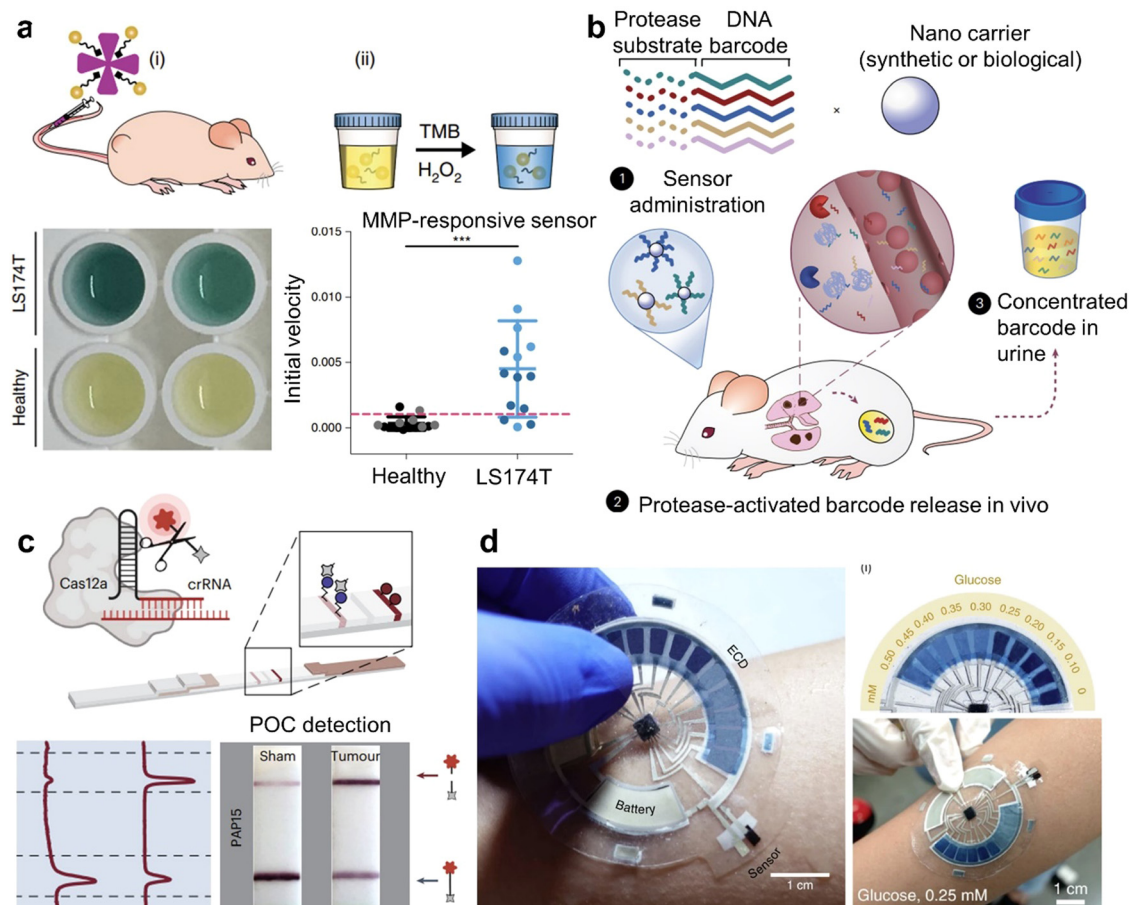 a
(i)
(ii)
TMB
H2O2
LS174T
Healthy
MMP-responsive sensor
***
Initial velocity
0.015
0.010
0.005
0.000
Healthy
LS174T
b
Protease
substrate
DNA
barcode
Nano carrier
(synthetic or biological)
×
1
Sensor
administration
3
Concentrated
barcode in
urine
2
Protease-activated barcode release in vivo
c
Cas12a
crRNA
POC detection
Sham
Tumour
PAP15
d
ECD
Battery
Sensor
1 cm
(i)
Glucose
mM
0.50
0.45
0.40
0.35
0.30
0.25
0.20
0.15
0.10
0
Glucose, 0.25 mM
1 cm